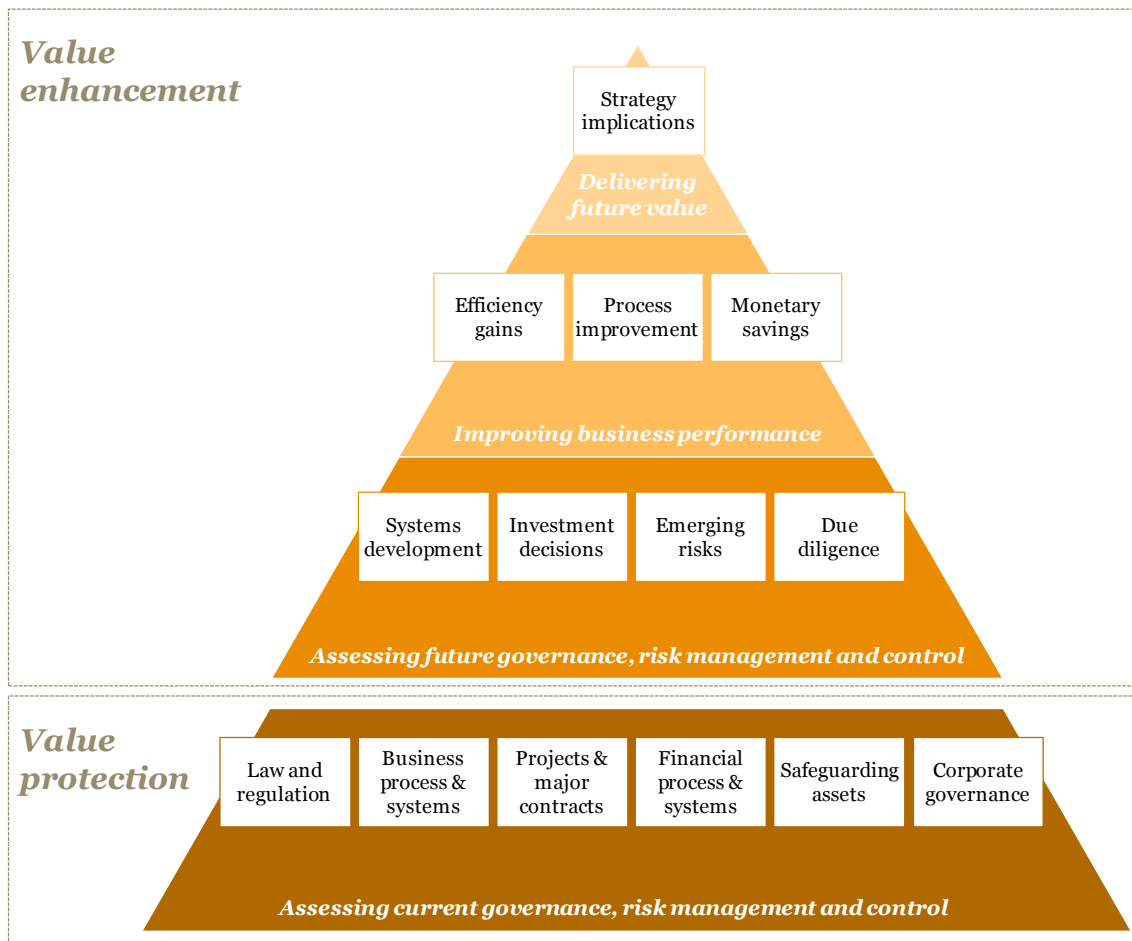 Value
enhancement
Strategy
implications
Delivering
future value
Efficiency
gains
Process
improvement
Monetary
savings
Improving business performance
Systems
development
Investment
decisions
Emerging
risks
Due
diligence
Assessing future governance, risk management and control
Value
protection
Law and
regulation
Business
process &
systems
Projects &
major
contracts
Financial
process &
systems
Safeguarding
assets
Corporate
governance
Assessing current governance, risk management and control